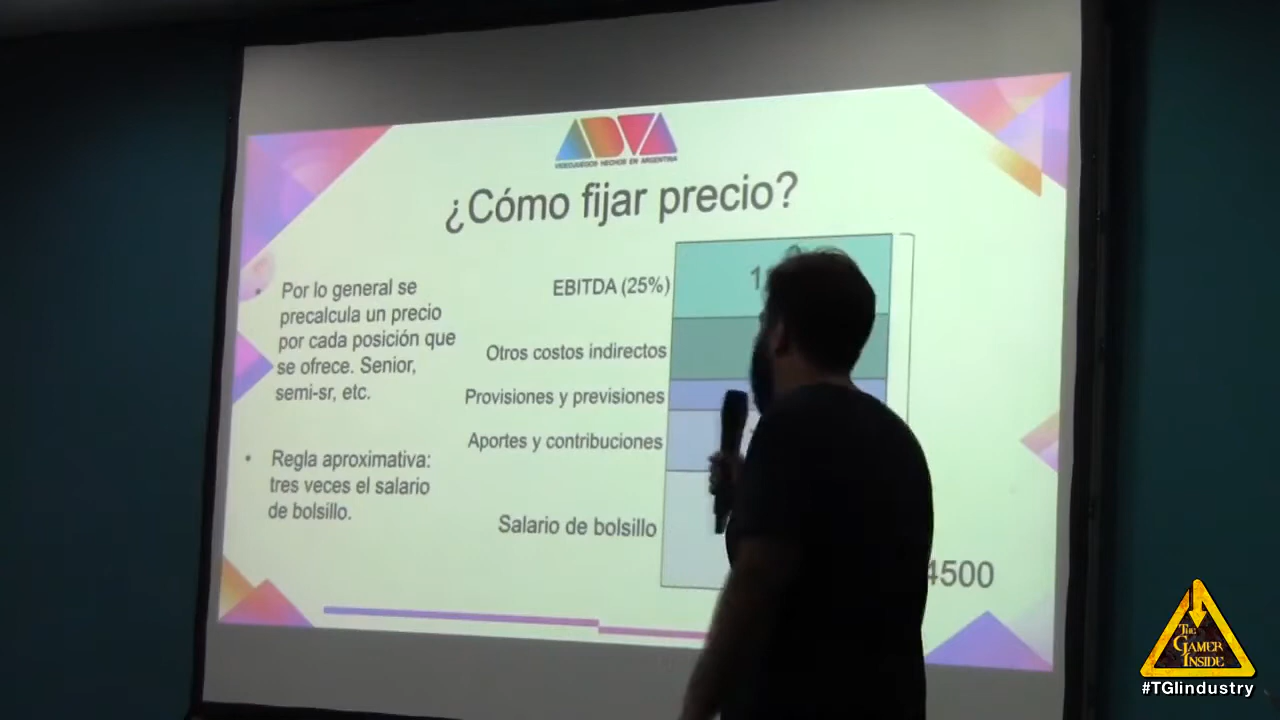 ADVA
VIDEOJUEGOS HECHOS EN ARGENTINA
¿Cómo fijar precio?
• Por lo general se
precalcula un precio
por cada posición que
se ofrece. Senior,
semi-sr, etc.
• Regla aproximativa:
tres veces el salario
de bolsillo.
EBITDA (25%)
Otros costos indirectos
Provisiones y previsiones
Aportes y contribuciones
Salario de bolsillo
4500
THE
GAMER
INSIDE
#TGIindustry